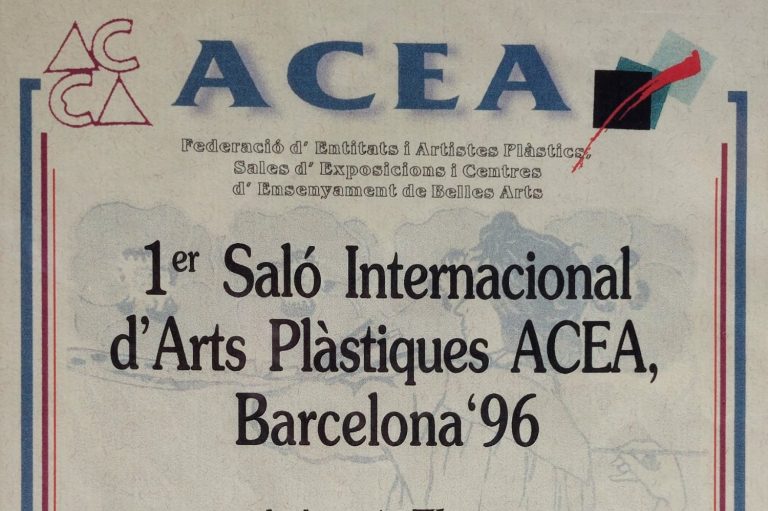 ACCA
ACEA
Federació d' Entitats i Artistes Plàstics,
Sales d' Exposicions i Centres
d' Ensenyament de Belles Arts
1er Saló Internacional
d'Arts Plàstiques ACEA,
Barcelona '96